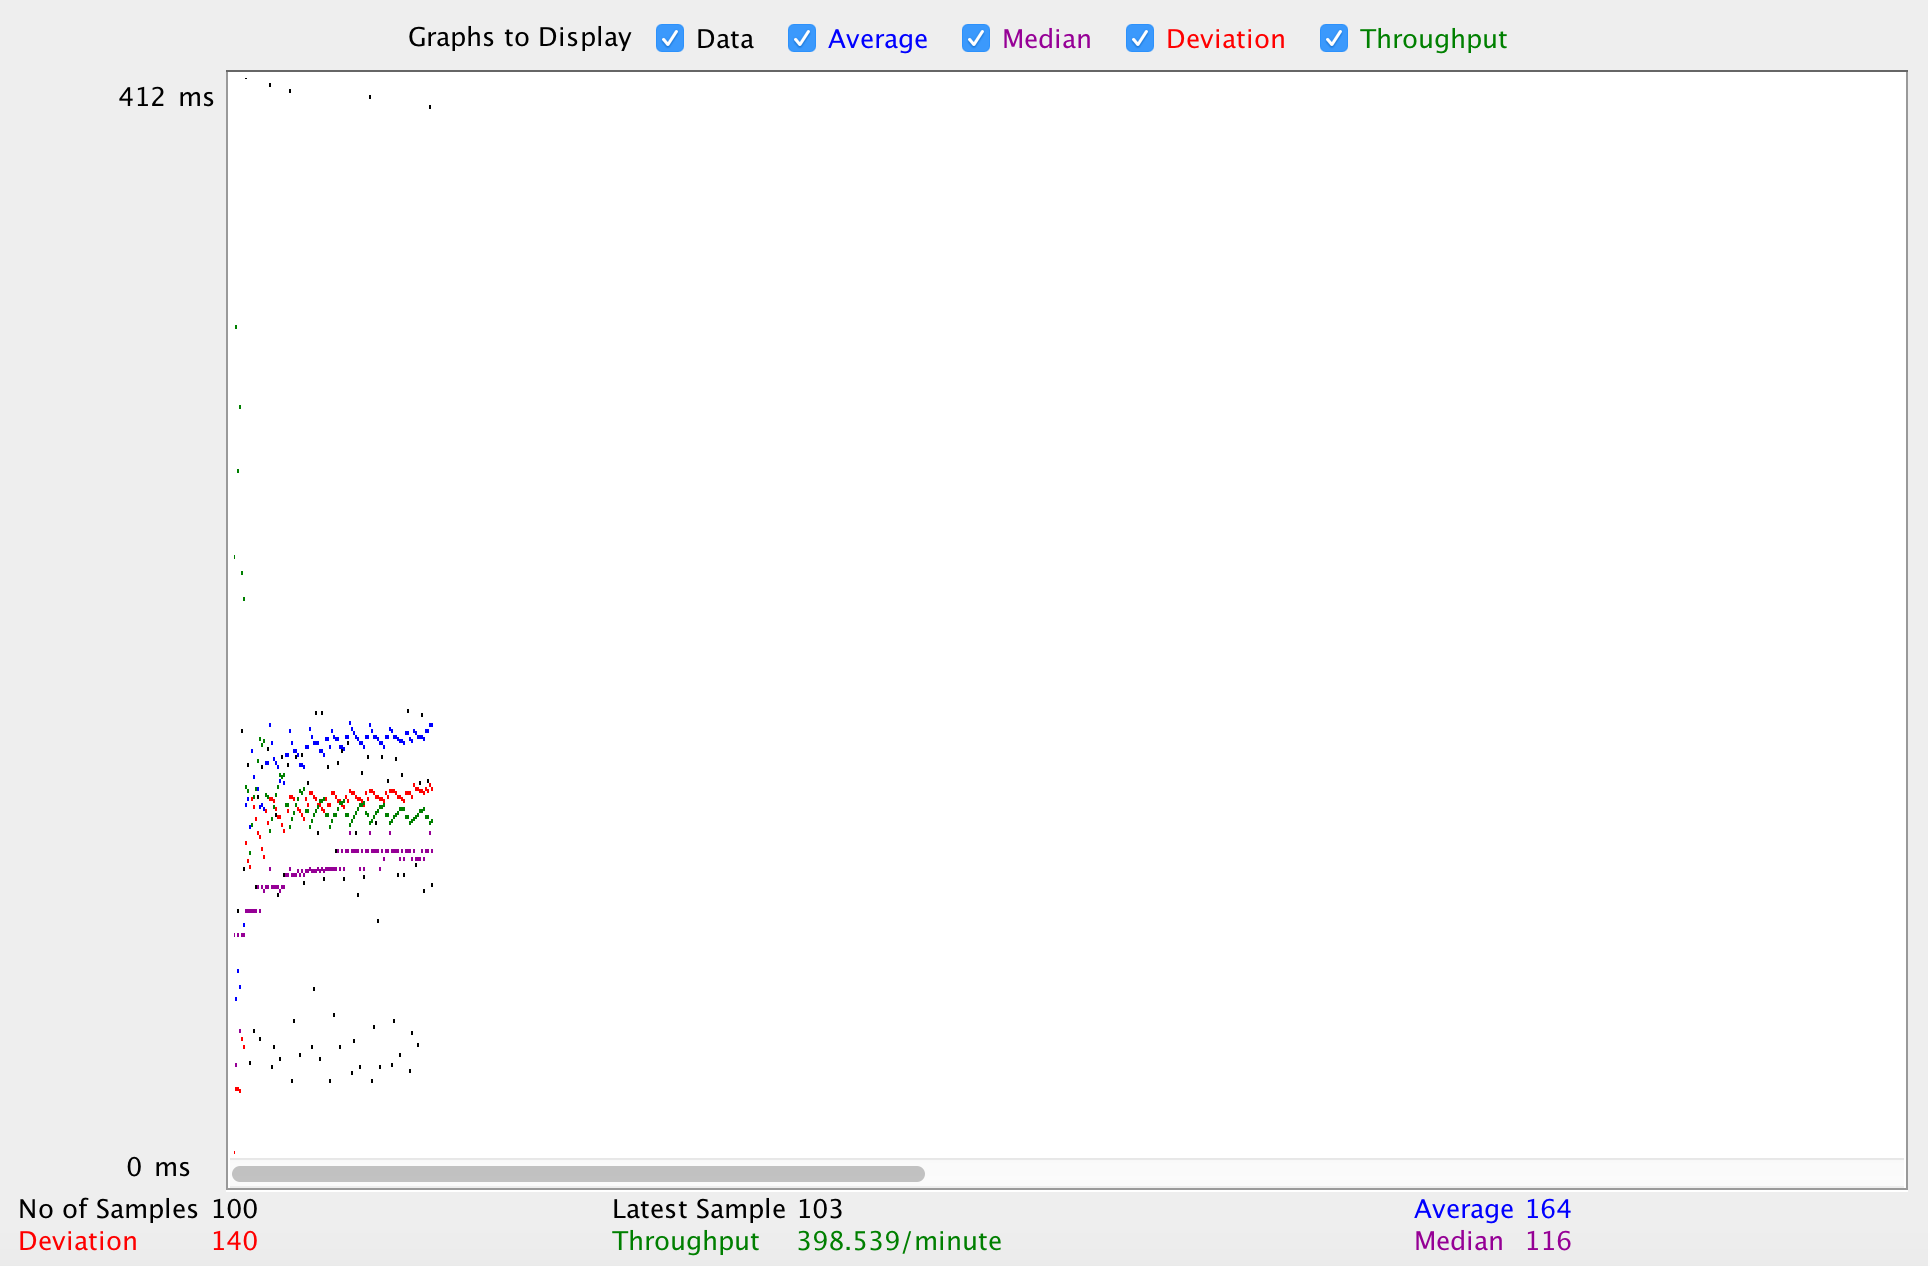 Graphs to Display Data Average Median Deviation Throughput
412 ms
0 ms
No of Samples 100 Latest Sample 103 Average 164
Deviation 140 Throughput 398.539/minute Median 116